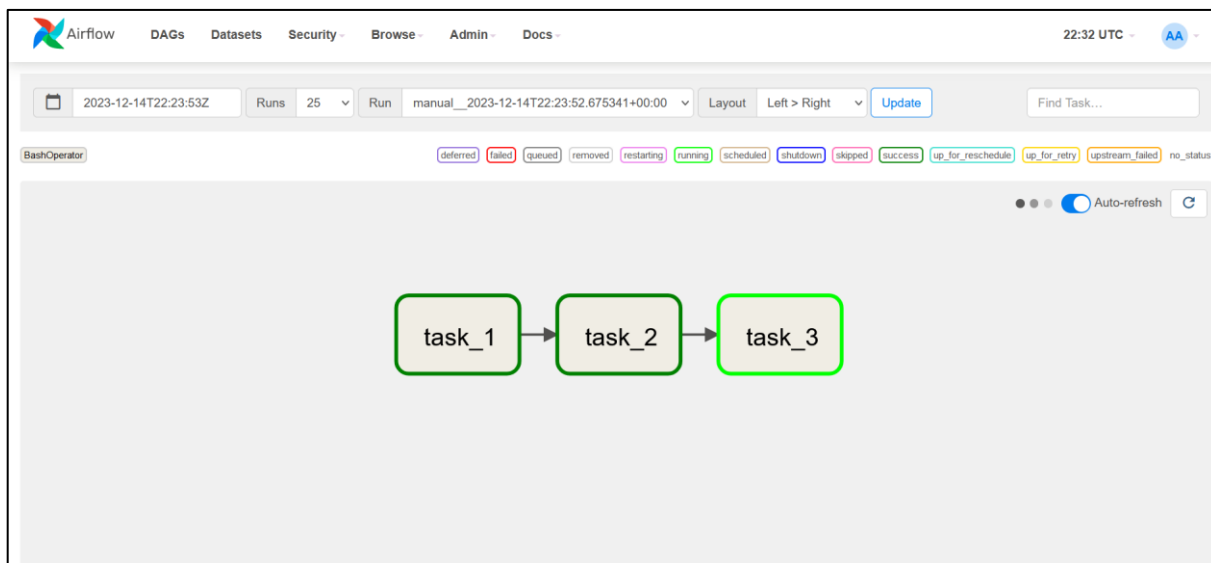 Airflow DAGs Datasets Security Browse Admin Docs 22:32 UTC AA
2023-12-14T22:23:53Z Runs 25 Run manual__2023-12-14T22:23:52.675341+00:00 Layout Left > Right Update Find Task...
BashOperator deferred failed queued removed restarting running scheduled shutdown skipped success up_for_reschedule up_for_retry upstream_failed no_status
Auto-refresh
task_1 task_2 task_3